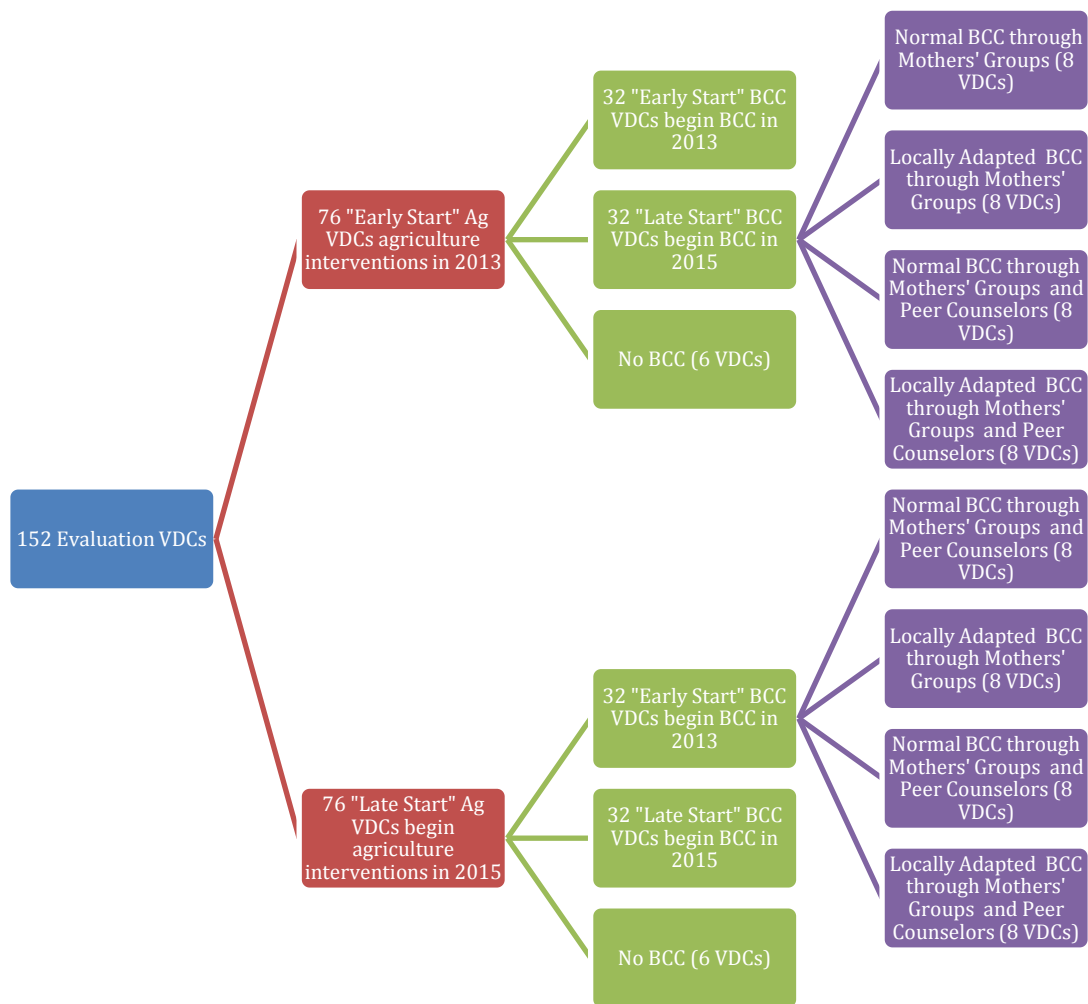 152 Evaluation VDCs
76 "Early Start" Ag
VDCs agriculture
interventions in 2013
32 "Early Start" BCC
VDCs begin BCC in
2013
32 "Late Start" BCC
VDCs begin BCC in
2015
Normal BCC through
Mothers' Groups (8
VDCs)
Locally Adapted BCC
through Mothers'
Groups (8 VDCs)
Normal BCC through
Mothers' Groups and
Peer Counselors (8
VDCs)
Locally Adapted BCC
through Mothers'
Groups and Peer
Counselors (8 VDCs)
No BCC (6 VDCs)
76 "Late Start" Ag
VDCs begin
agriculture
interventions in 2015
32 "Early Start" BCC
VDCs begin BCC in
2013
Normal BCC through
Mothers' Groups and
Peer Counselors (8
VDCs)
Locally Adapted BCC
through Mothers'
Groups (8 VDCs)
Normal BCC through
Mothers' Groups and
Peer Counselors (8
VDCs)
Locally Adapted BCC
through Mothers'
Groups and Peer
Counselors (8 VDCs)
32 "Late Start" BCC
VDCs begin BCC in
2015
No BCC (6 VDCs)